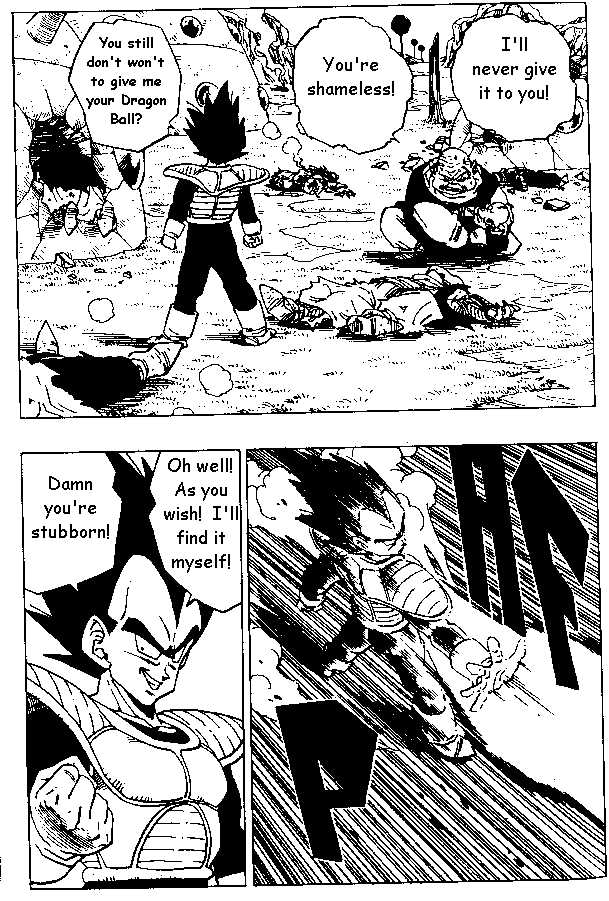 You still
don't won't
to give me
your Dragon
Ball?
You're
shameless!
I'll
never give
it to you!
Damn
you're
stubborn!
Oh well!
As you
wish! I'll
find it
myself!